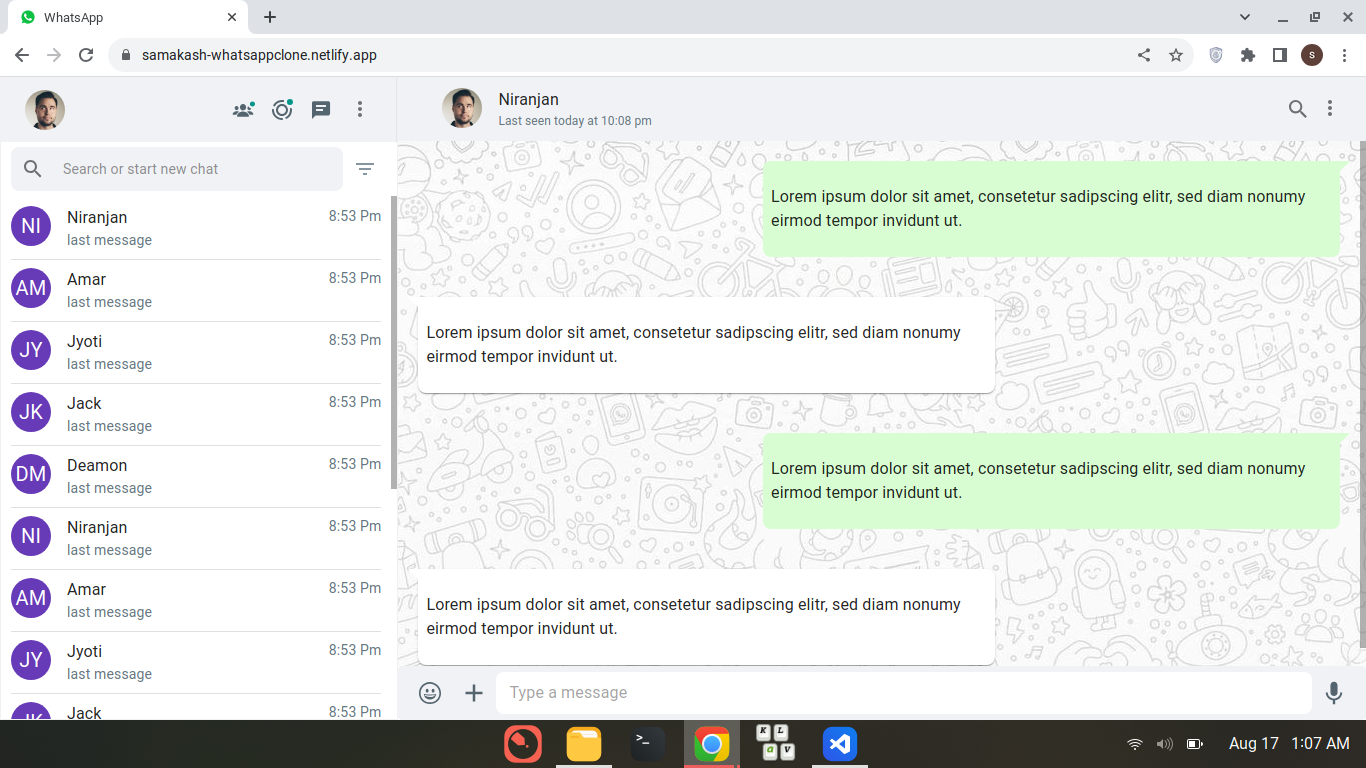 WhatsApp
samakash-whatsappclone.netlify.app
S
Niranjan
Last seen today at 10:08 pm
Search or start new chat
NI
Niranjan
8:53 Pm
last message
AM
Amar
8:53 Pm
last message
JY
Jyoti
8:53 Pm
last message
JK
Jack
8:53 Pm
last message
DM
Deamon
8:53 Pm
last message
NI
Niranjan
8:53 Pm
last message
AM
Amar
8:53 Pm
last message
JY
Jyoti
8:53 Pm
last message
JK
Jack
8:53 Pm
Lorem ipsum dolor sit amet, consetetur sadipscing elitr, sed diam nonumy
eirmod tempor invidunt ut.
Lorem ipsum dolor sit amet, consetetur sadipscing elitr, sed diam nonumy
eirmod tempor invidunt ut.
Lorem ipsum dolor sit amet, consetetur sadipscing elitr, sed diam nonumy
eirmod tempor invidunt ut.
Lorem ipsum dolor sit amet, consetetur sadipscing elitr, sed diam nonumy
eirmod tempor invidunt ut.
Type a message
>_
K L
a V
Aug 17 1:07 AM